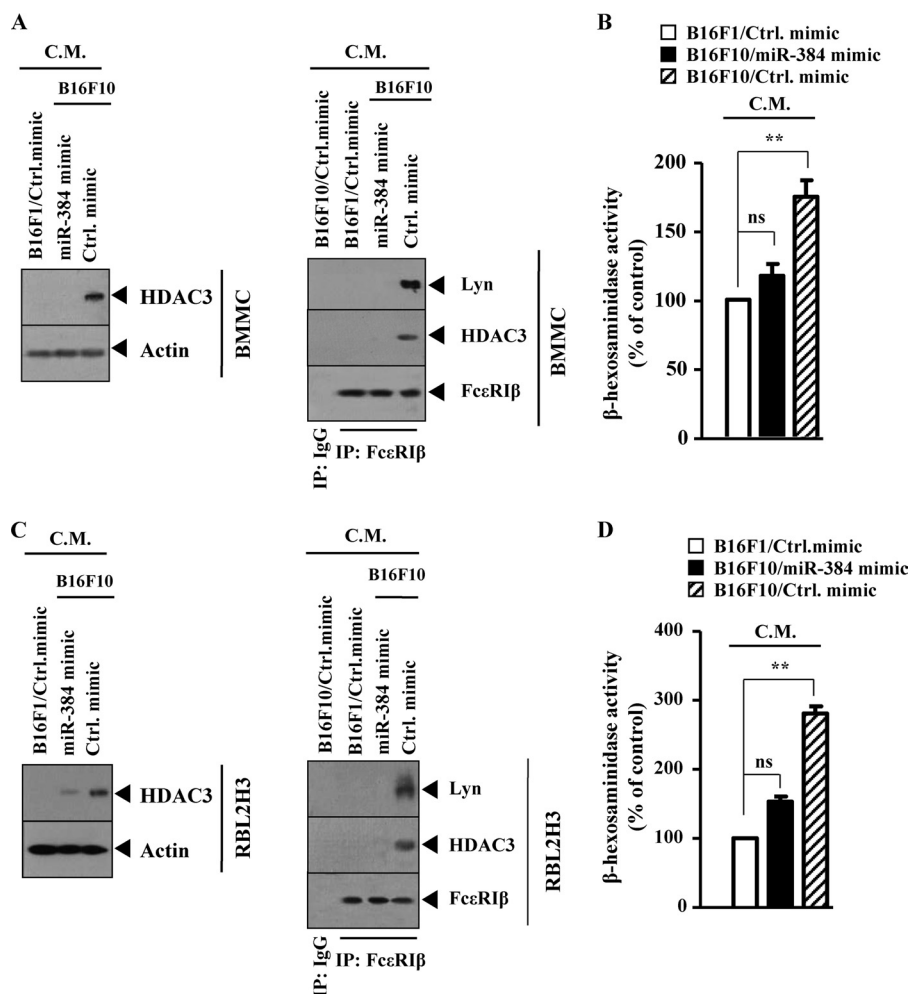 A
C.M.
B16F10
B16F1/Ctrl.mimic
miR-384 mimic
Ctrl. mimic
HDAC3
Actin
BMMC
C.M.
B16F10
B16F10/Ctrl.mimic
B16F1/Ctrl.mimic
miR-384 mimic
Ctrl. mimic
Lyn
HDAC3
FcεRIβ
BMMC
IP: IgG
IP: FcεRIβ
B
B16F1/Ctrl. mimic
B16F10/miR-384 mimic
B16F10/Ctrl. mimic
C.M.
**
ns
200
150
100
50
0
β-hexosaminidase activity
(% of control)
C
C.M.
B16F10
B16F1/Ctrl.mimic
miR-384 mimic
Ctrl. mimic
HDAC3
Actin
RBL2H3
C.M.
B16F10
B16F10/Ctrl.mimic
B16F1/Ctrl.mimic
miR-384 mimic
Ctrl. mimic
Lyn
HDAC3
FcεRIβ
RBL2H3
IP: IgG
IP: FcεRIβ
D
B16F1/Ctrl.mimic
B16F10/miR-384 mimic
B16F10/Ctrl. mimic
C.M.
**
ns
400
300
200
100
0
β-hexosaminidase activity
(% of control)